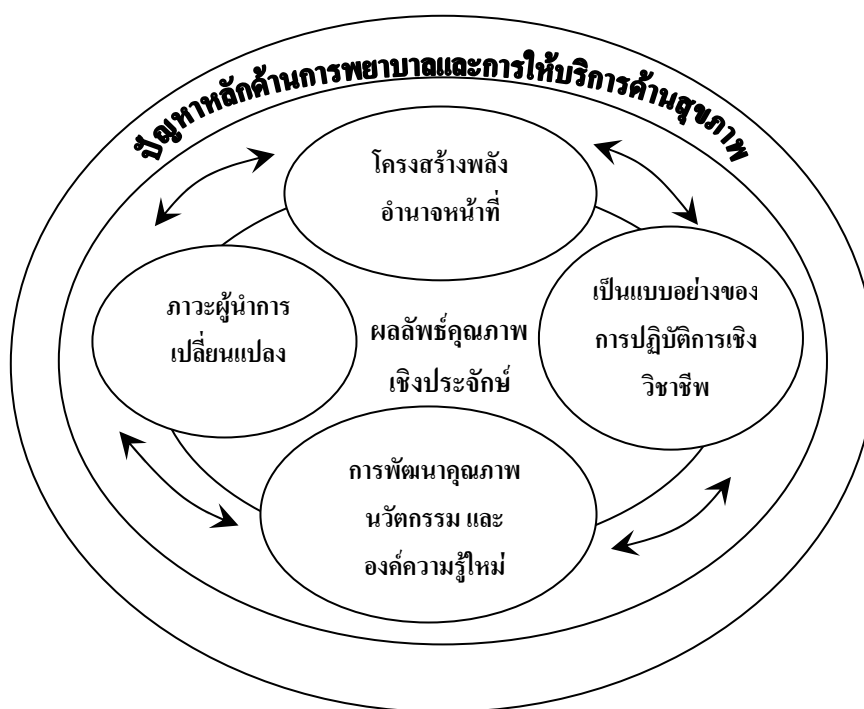 ปัญหาหลักด้านการพยาบาลและการให้บริการด้านสุขภาพ
โครงสร้างพลัง
อำนาจหน้าที่
ภาวะผู้นำการ
เปลี่ยนแปลง
ผลลัพธ์คุณภาพ
เชิงประจักษ์
เป็นแบบอย่างของ
การปฏิบัติการเชิง
วิชาชีพ
การพัฒนาคุณภาพ
นวัตกรรม และ
องค์ความรู้ใหม่